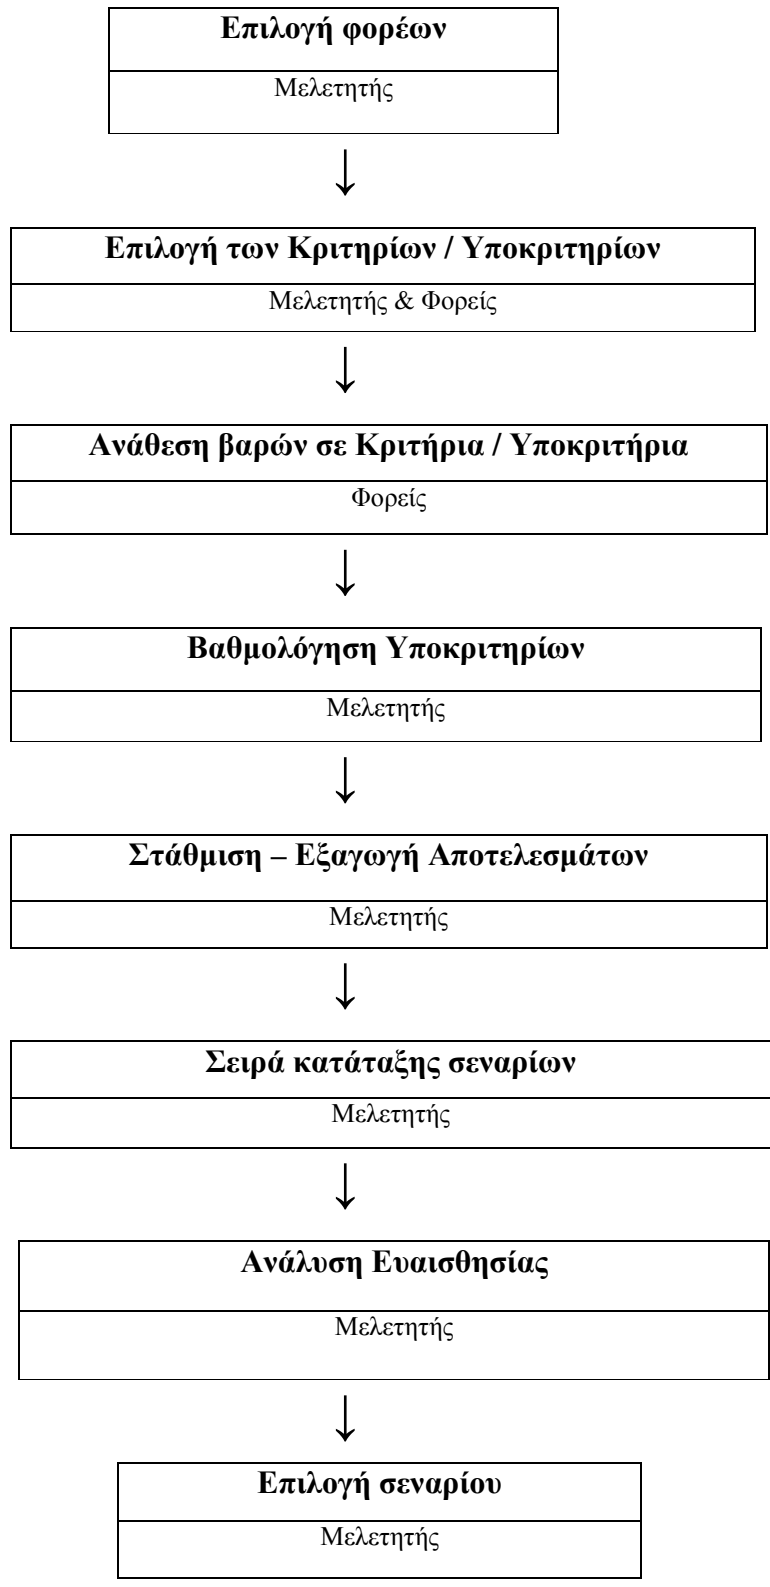 Επιλογή φορέων
Μελετητής
Επιλογή των Κριτηρίων / Υποκριτηρίων
Μελετητής & Φορείς
Ανάθεση βαρών σε Κριτήρια / Υποκριτήρια
Φορείς
Βαθμολόγηση Υποκριτηρίων
Μελετητής
Στάθμιση – Εξαγωγή Αποτελεσμάτων
Μελετητής
Σειρά κατάταξης σεναρίων
Μελετητής
Ανάλυση Ευαισθησίας
Μελετητής
Επιλογή σεναρίου
Μελετητής